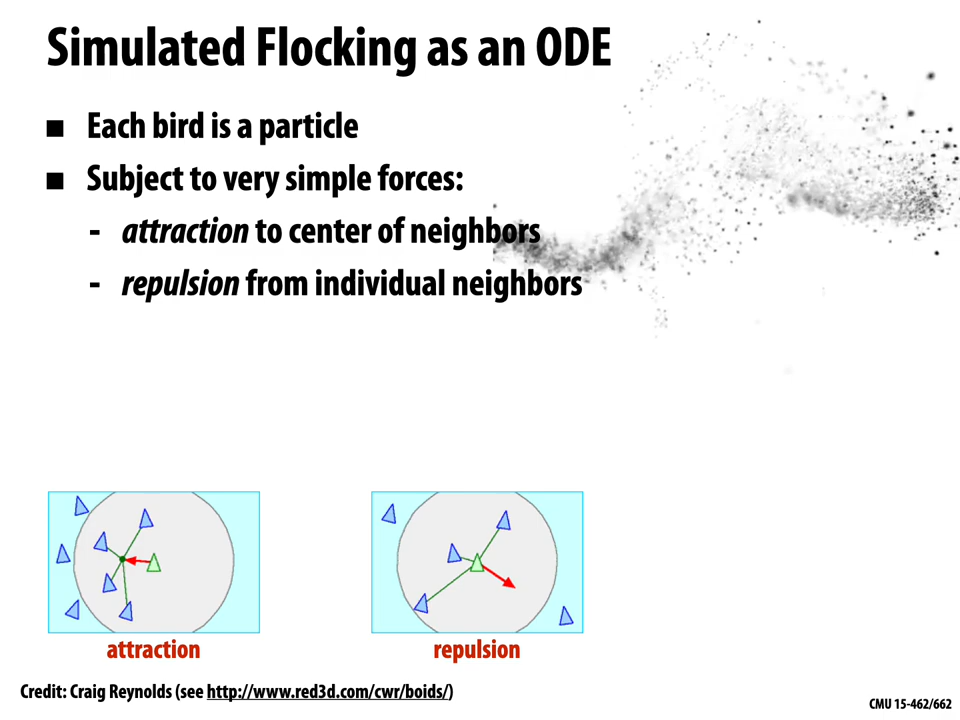 Simulated Flocking as an ODE
■ Each bird is a particle
■ Subject to very simple forces:
- attraction to center of neighbors
- repulsion from individual neighbors
attraction
repulsion
Credit: Craig Reynolds (see http://www.red3d.com/cwr/boids/)
CMU 15-462/662